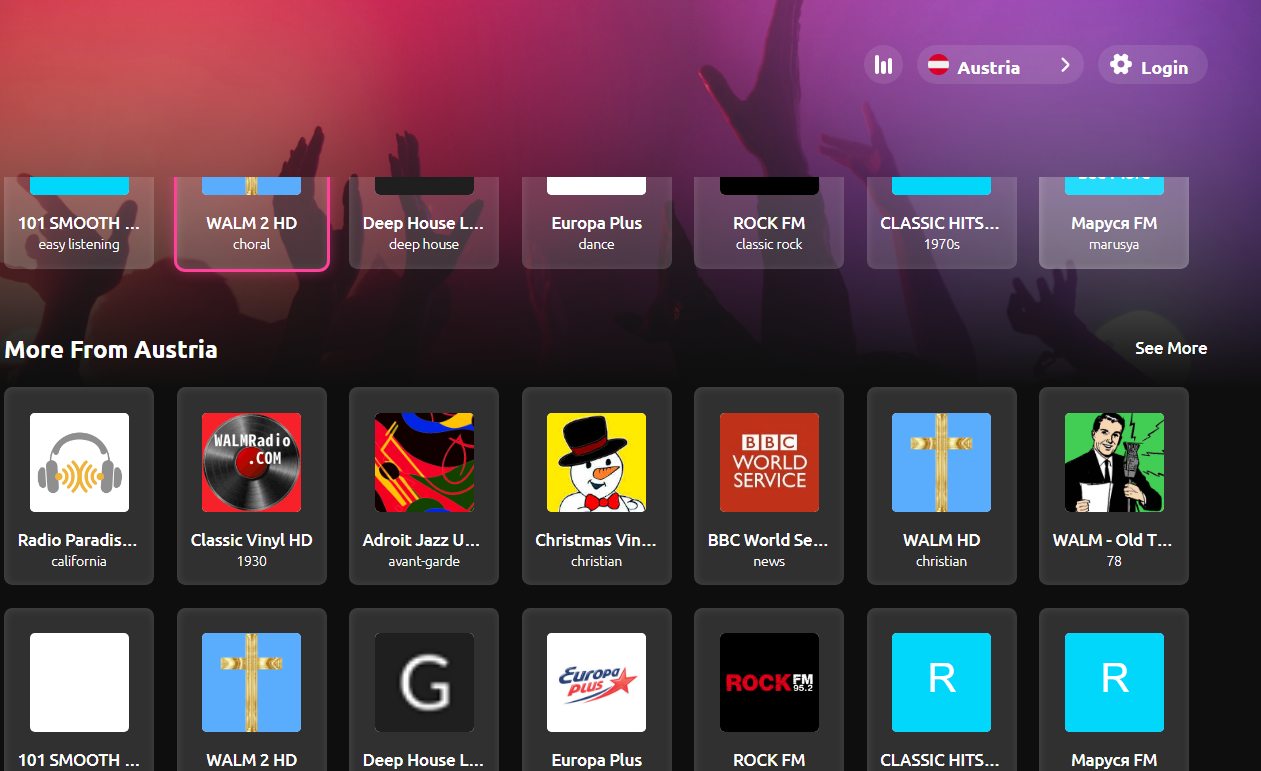 Austria
Login
101 SMOOTH ...
WALM 2 HD
Deep House L...
Europa Plus
ROCK FM
CLASSIC HITS...
Маруся FM
easy listening
choral
deep house
dance
classic rock
1970s
marusya
More From Austria
See More
WALMRadio
.COM
BBC
WORLD
SERVICE
Radio Paradis...
Classic Vinyl HD
Adroit Jazz U...
Christmas Vin...
BBC World Se...
WALM HD
WALM - Old T...
california
1930
avant-garde
christian
news
christian
78
G
EUROPA
PLUS
ROCK FM
95.2
R
R
101 SMOOTH ...
WALM 2 HD
Deep House L...
Europa Plus
ROCK FM
CLASSIC HITS...
Маруся FM